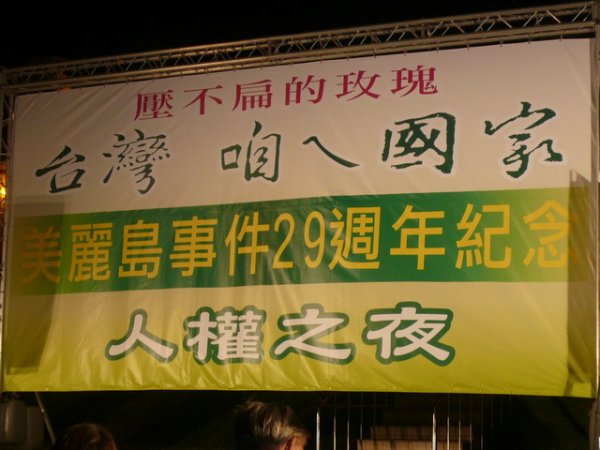 壓不扁的玫瑰
台灣 咱ㄟ國家
美麗島事件29週年紀念
人權之夜